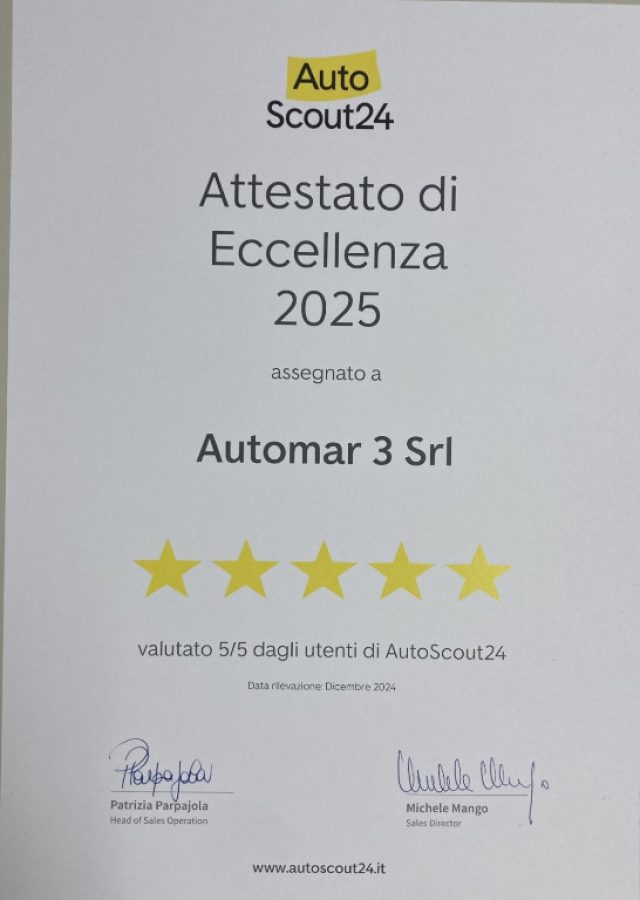 Auto
Scout24
Attestato di
Eccellenza
2025
assegnato a
Automar 3 Srl
valutato 5/5 dagli utenti di AutoScout24
Data rilevazione: Dicembre 2024
Patrizia Parpajola
Head of Sales Operation
Michele Mango
Sales Director
www.autoscout24.it